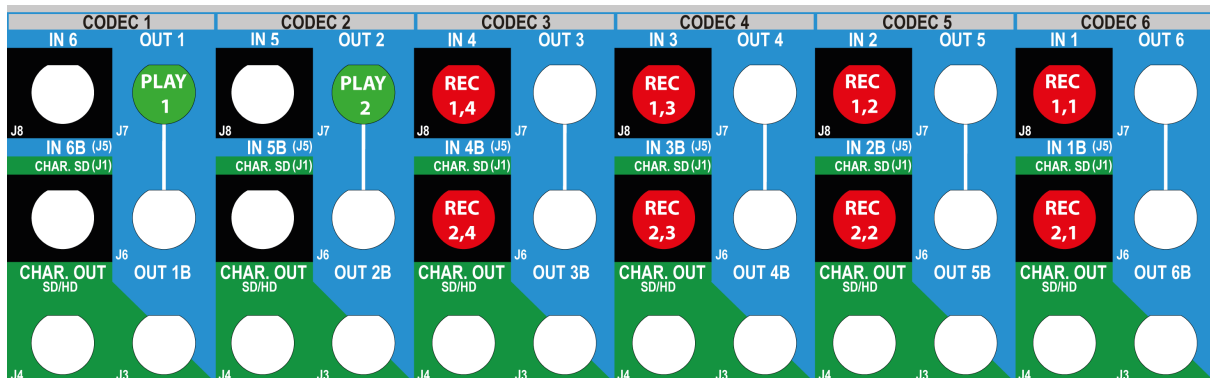 CODEC 1 CODEC 2 CODEC 3 CODEC 4 CODEC 5 CODEC 6
IN 6 OUT 1 IN 5 OUT 2 IN 4 OUT 3 IN 3 OUT 4 IN 2 OUT 5 IN 1 OUT 6
PLAY PLAY REC REC REC REC
1 2 1,4 1,3 1,2 1,1
J8 J7 J8 J7 J8 J7 J8 J7 J8 J7 J8 J7
IN 6B (J5) IN 5B (J5) IN 4B (J5) IN 3B (J5) IN 2B (J5) IN 1B (J5)
CHAR. SD (J1) CHAR. SD (J1) CHAR. SD (J1) CHAR. SD (J1) CHAR. SD (J1) CHAR. SD (J1)
REC REC REC REC
2,4 2,3 2,2 2,1
J6 J6 J6 J6 J6 J6
CHAR. OUT OUT 1B CHAR. OUT OUT 2B CHAR. OUT OUT 3B CHAR. OUT OUT 4B CHAR. OUT OUT 5B CHAR. OUT OUT 6B
SD/HD SD/HD SD/HD SD/HD SD/HD SD/HD
J4 J3 J4 J3 J4 J3 J4 J3 J4 J3 J4 J3